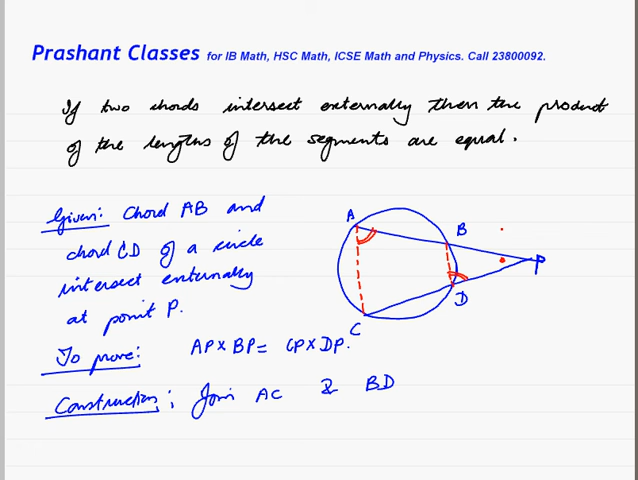 Prashant Classes for IB Math, HSC Math, ICSE Math and Physics. Call 23800092.
If two chords intersect externally then the product
of the lengths of the segments are equal.
Given: Chord AB and
chord CD of a circle
intersect externally
at point P.
A
B
P
D
C
To prove: AP × BP = CP × DP.
Construction: Join AC & BD